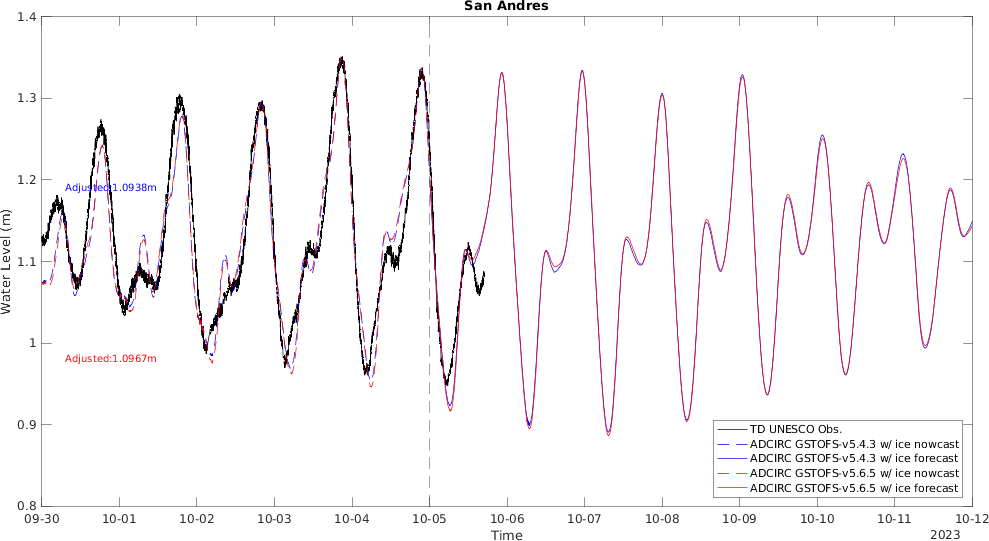 San Andres
1.4
1.3
1.2
1.1
1
0.9
0.8
Water Level (m)
Adjusted:1.0938m
Adjusted:1.0967m
TD UNESCO Obs.
ADCIRC GSTOFS-v5.4.3 w/ ice nowcast
ADCIRC GSTOFS-v5.4.3 w/ ice forecast
ADCIRC GSTOFS-v5.6.5 w/ ice nowcast
ADCIRC GSTOFS-v5.6.5 w/ ice forecast
09-30 10-01 10-02 10-03 10-04 10-05 10-06 10-07 10-08 10-09 10-10 10-11 10-12
Time
2023